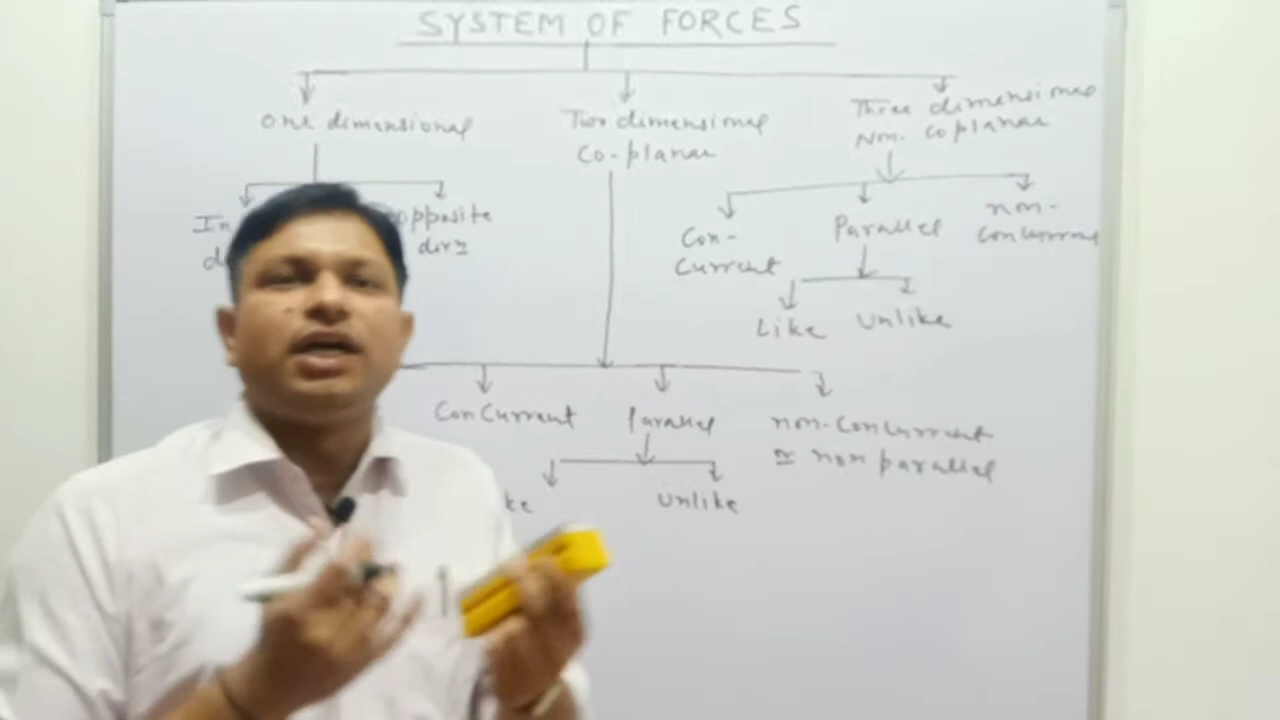 SYSTEM OF FORCES
One dimensional
Two dimensional
Co-planar
Three dimensional
Non. Coplanar
In
opposite
dirⁿ
Con-
Current
Parallel
non-
Concurrent
Like
Unlike
Concurrent
Parallel
non-Concurrent
non parallel
Unlike